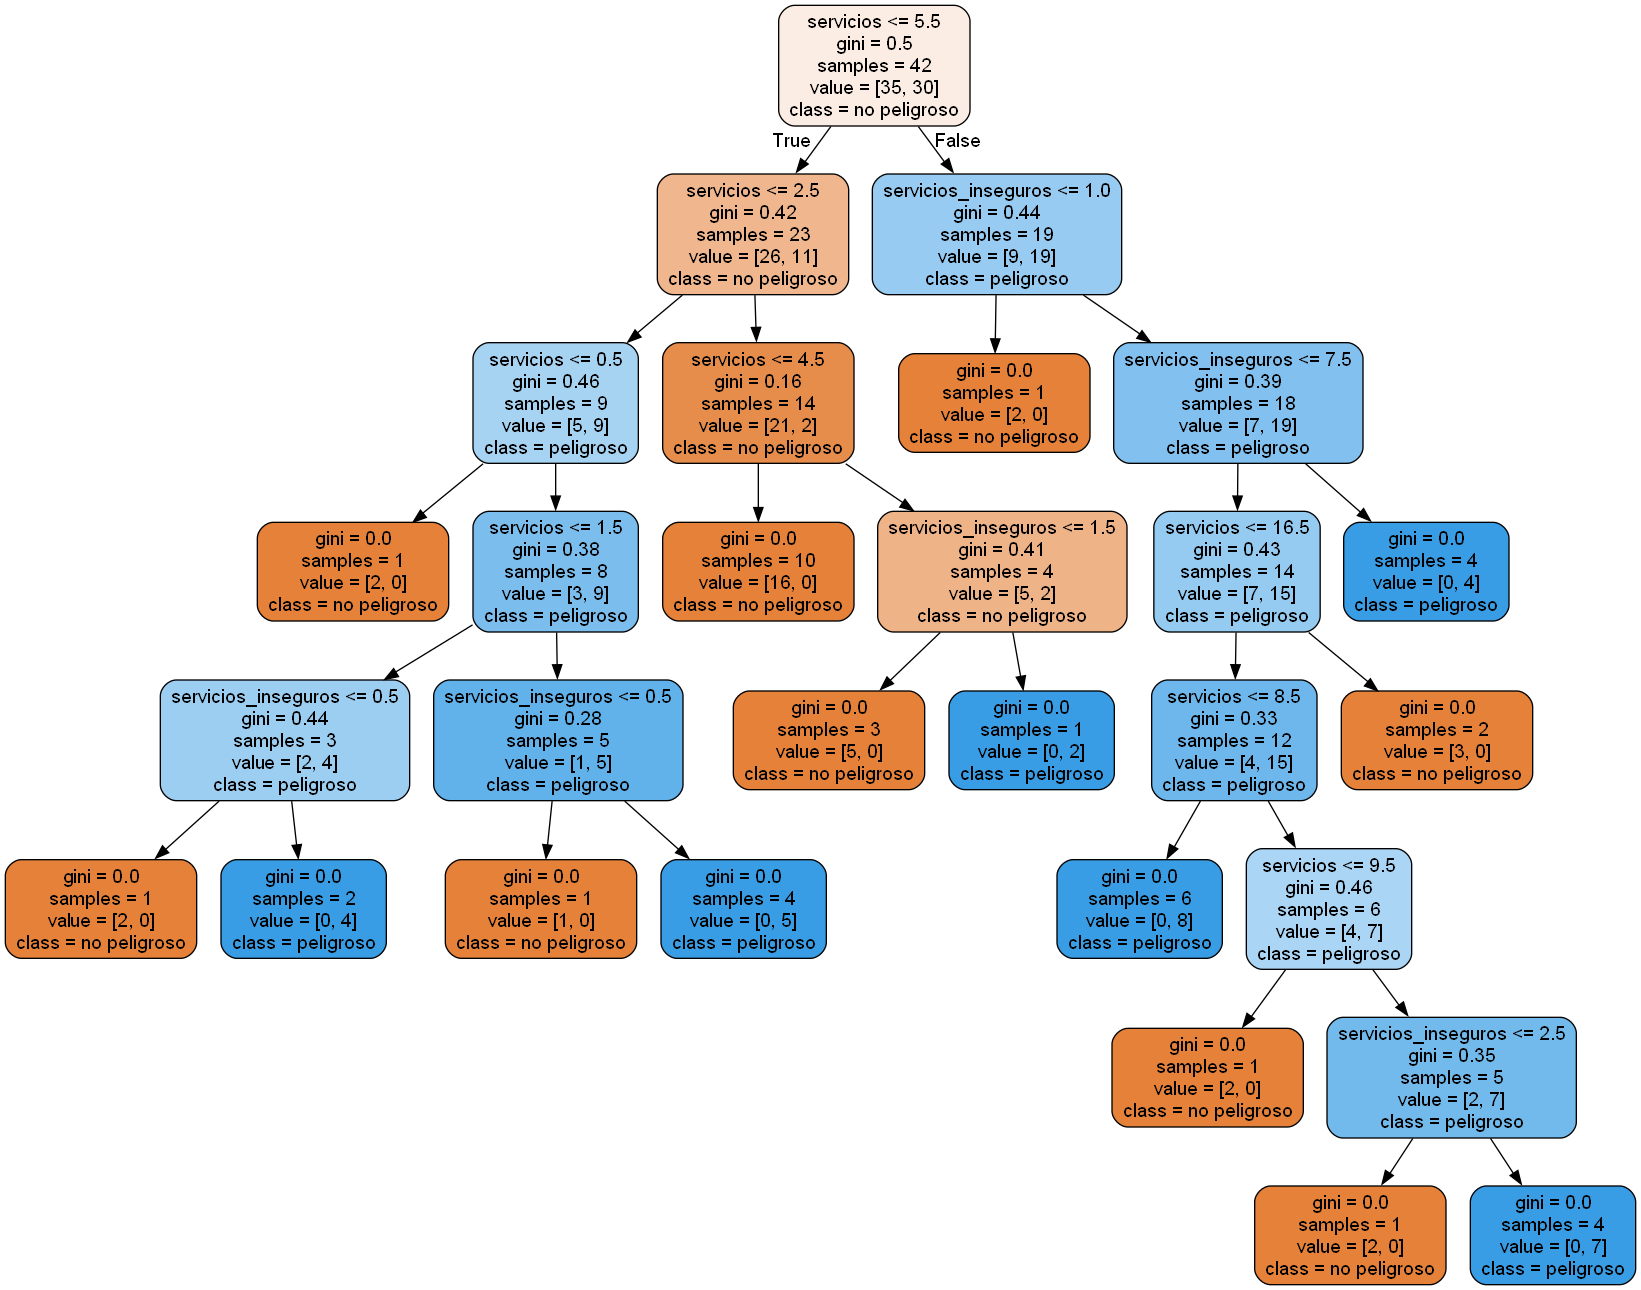 servicios <= 5.5
gini = 0.5
samples = 42
value = [35, 30]
class = no peligroso
True
False
servicios <= 2.5
gini = 0.42
samples = 23
value = [26, 11]
class = no peligroso
servicios_inseguros <= 1.0
gini = 0.44
samples = 19
value = [9, 19]
class = peligroso
servicios <= 0.5
gini = 0.46
samples = 9
value = [5, 9]
class = peligroso
servicios <= 4.5
gini = 0.16
samples = 14
value = [21, 2]
class = no peligroso
gini = 0.0
samples = 1
value = [2, 0]
class = no peligroso
servicios_inseguros <= 7.5
gini = 0.39
samples = 18
value = [7, 19]
class = peligroso
gini = 0.0
samples = 1
value = [2, 0]
class = no peligroso
servicios <= 1.5
gini = 0.38
samples = 8
value = [3, 9]
class = peligroso
gini = 0.0
samples = 10
value = [16, 0]
class = no peligroso
servicios_inseguros <= 1.5
gini = 0.41
samples = 4
value = [5, 2]
class = no peligroso
servicios <= 16.5
gini = 0.43
samples = 14
value = [7, 15]
class = peligroso
gini = 0.0
samples = 4
value = [0, 4]
class = peligroso
servicios_inseguros <= 0.5
gini = 0.44
samples = 3
value = [2, 4]
class = peligroso
servicios_inseguros <= 0.5
gini = 0.28
samples = 5
value = [1, 5]
class = peligroso
gini = 0.0
samples = 3
value = [5, 0]
class = no peligroso
gini = 0.0
samples = 1
value = [0, 2]
class = peligroso
servicios <= 8.5
gini = 0.33
samples = 12
value = [4, 15]
class = peligroso
gini = 0.0
samples = 2
value = [3, 0]
class = no peligroso
gini = 0.0
samples = 1
value = [2, 0]
class = no peligroso
gini = 0.0
samples = 2
value = [0, 4]
class = peligroso
gini = 0.0
samples = 1
value = [1, 0]
class = no peligroso
gini = 0.0
samples = 4
value = [0, 5]
class = peligroso
gini = 0.0
samples = 6
value = [0, 8]
class = peligroso
servicios <= 9.5
gini = 0.46
samples = 6
value = [4, 7]
class = peligroso
gini = 0.0
samples = 1
value = [2, 0]
class = no peligroso
servicios_inseguros <= 2.5
gini = 0.35
samples = 5
value = [2, 7]
class = peligroso
gini = 0.0
samples = 1
value = [2, 0]
class = no peligroso
gini = 0.0
samples = 4
value = [0, 7]
class = peligroso